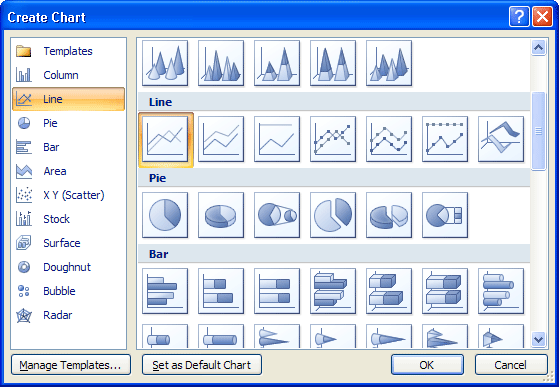 Create Chart
Templates
Column
Line
Pie
Bar
Area
X Y (Scatter)
Stock
Surface
Doughnut
Bubble
Radar
Line
Pie
Bar
Manage Templates...
Set as Default Chart
OK
Cancel